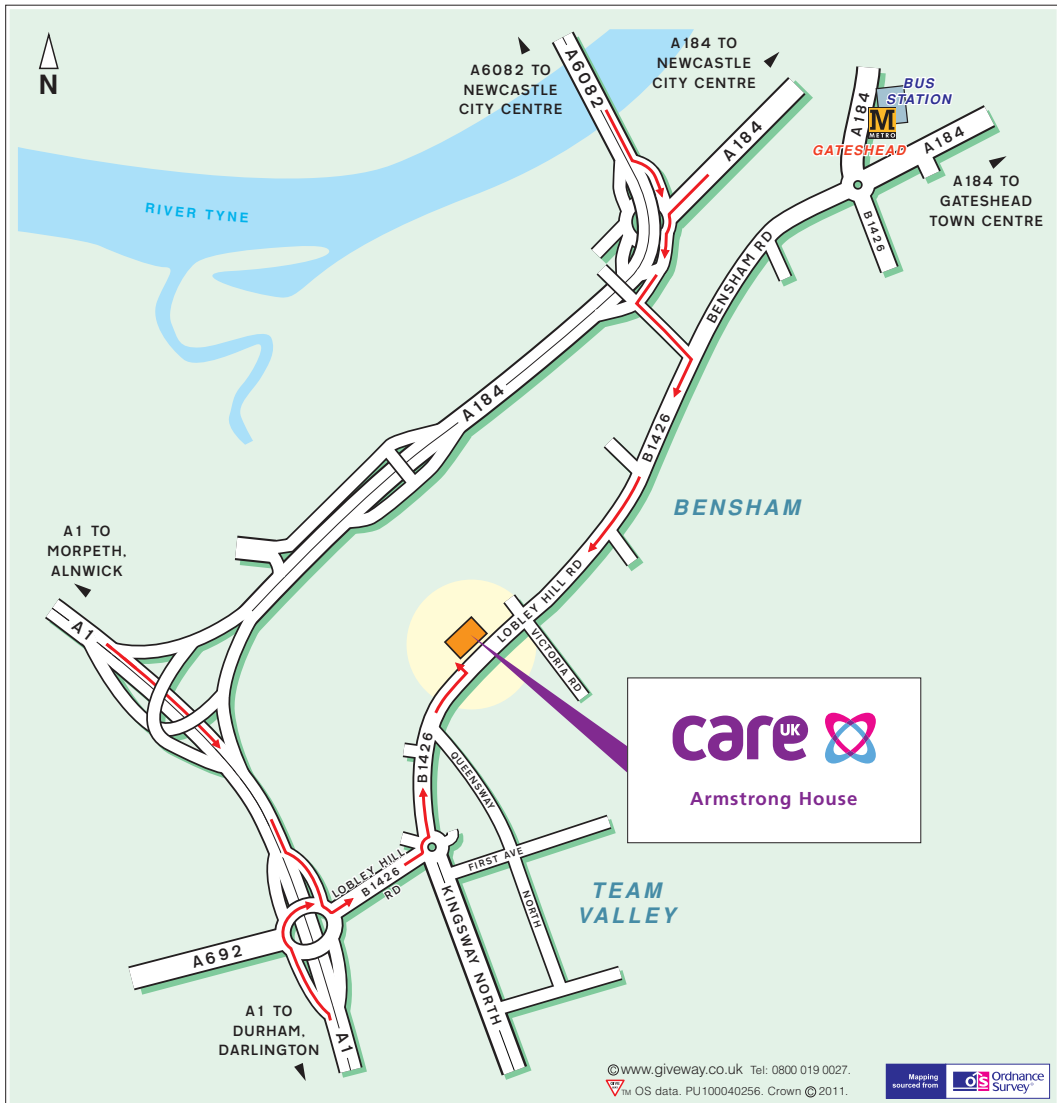 N
A6082 TO
NEWCASTLE
CITY CENTRE
A6082
A184 TO
NEWCASTLE
CITY CENTRE
A184
A184
BUS
STATION
M
METRO
GATESHEAD
A184
A184 TO
GATESHEAD
TOWN CENTRE
B1426
RIVER TYNE
BENSHAM RD
A184
B1426
BENSHAM
A1 TO
MORPETH,
ALNWICK
A1
LOBLEY HILL RD
VICTORIA RD
care UK
Armstrong House
B1426
QUEENSWAY
NORTH
FIRST AVE
LOBLEY HILL
B1426
RD
KINGSWAY NORTH
TEAM
VALLEY
A692
A1 TO
DURHAM,
DARLINGTON
A1
©www.giveway.co.uk Tel: 0800 019 0027.
TM OS data. PU100040256. Crown © 2011.
Mapping
sourced from
OS Ordnance
Survey®